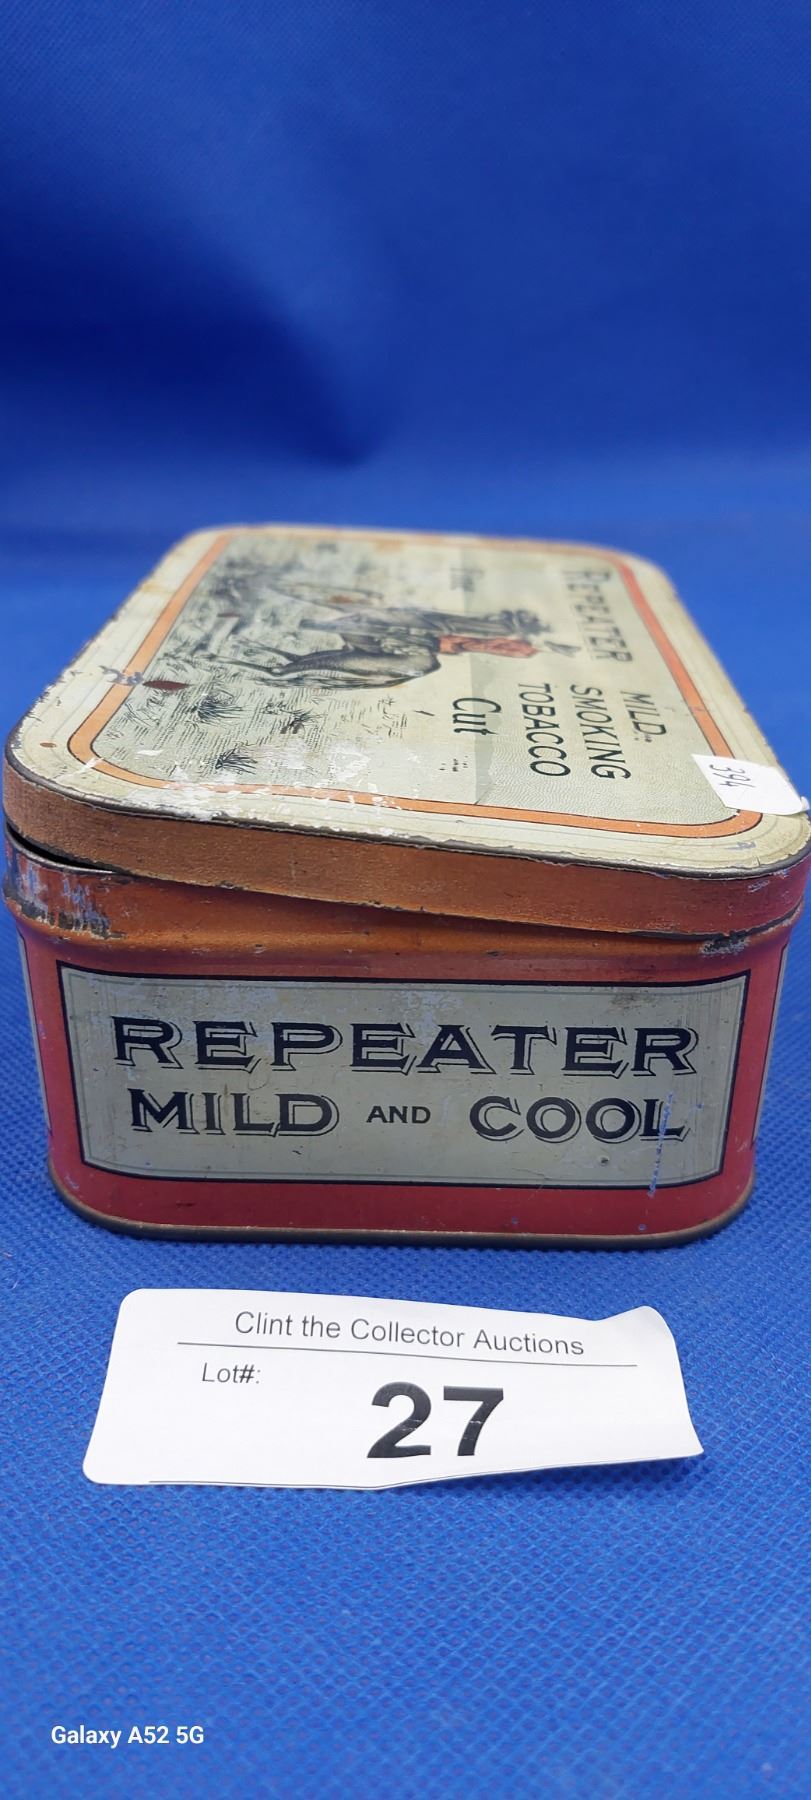 REPEATER
MILD
SMOKING
TOBACCO
Cut
394
REPEATER
MILD AND COOL
Clint the Collector Auctions
Lot#:
27
Galaxy A52 5G